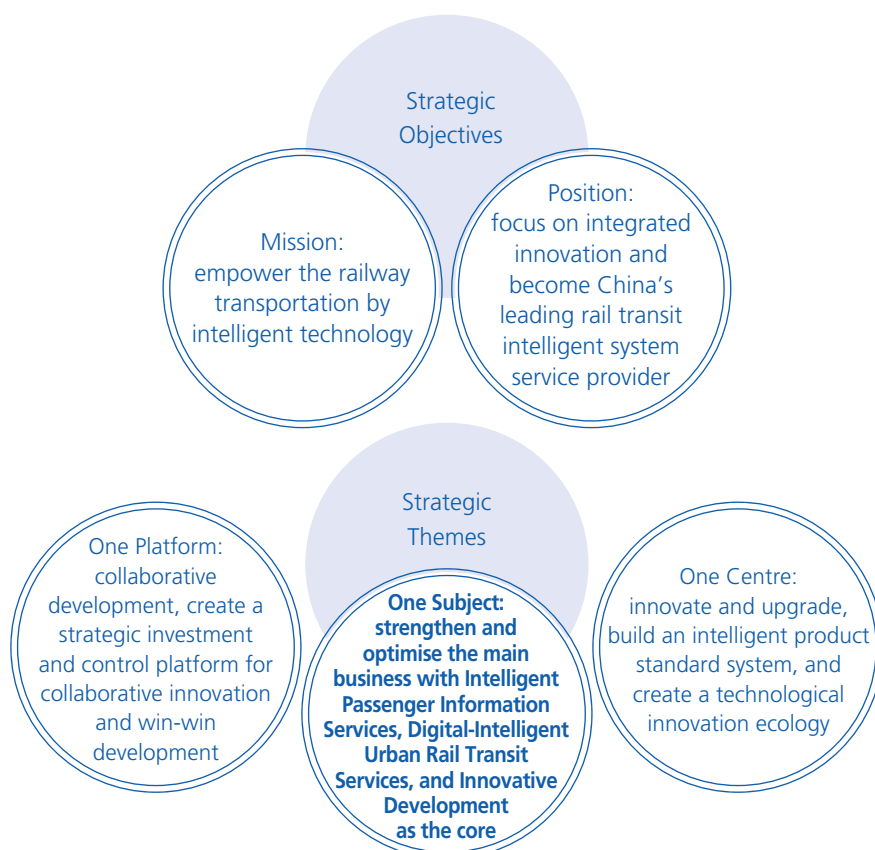 Strategic
Objectives
Mission:
empower the railway
transportation by
intelligent technology
Position:
focus on integrated
innovation and
become China’s
leading rail transit
intelligent system
service provider
Strategic
Themes
One Platform:
collaborative
development, create a
strategic investment
and control platform for
collaborative innovation
and win-win
development
One Subject:
strengthen and
optimise the main
business with Intelligent
Passenger Information
Services, Digital-Intelligent
Urban Rail Transit
Services, and Innovative
Development
as the core
One Centre:
innovate and upgrade,
build an intelligent product
standard system, and
create a technological
innovation ecology